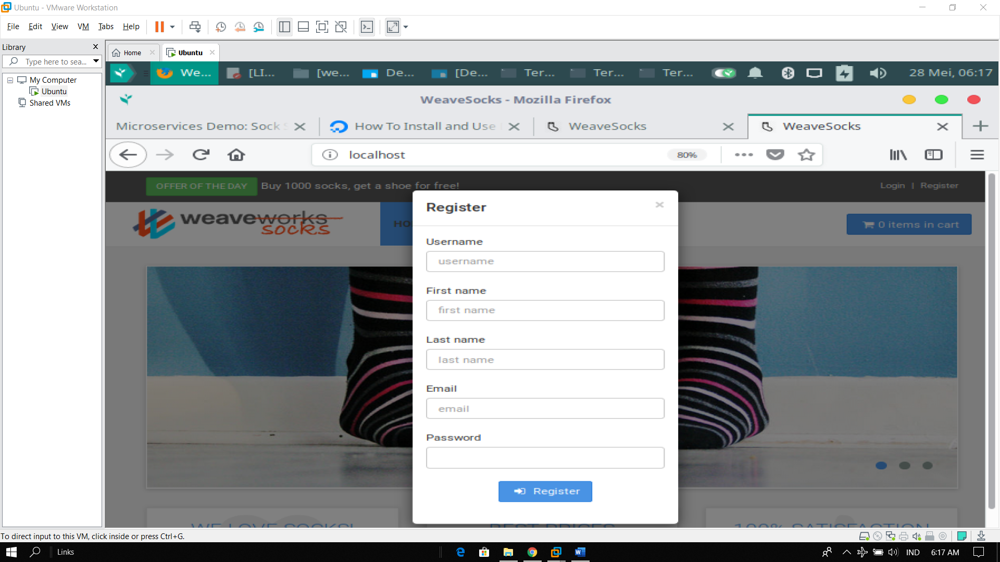 Ubuntu - VMware Workstation
File Edit View VM Tabs Help
Library
Type here to sea...
My Computer
Ubuntu
Shared VMs
Home
Ubuntu
We... [LI... [we... De... [De... Ter... Ter... Ter... 28 Mei, 06:17
WeaveSocks - Mozilla Firefox
Microservices Demo: Sock S How To Install and Use WeaveSocks WeaveSocks
localhost 80%
OFFER OF THE DAY Buy 1000 socks, get a shoe for free! Login | Register
weaveworks
socks
HO
0 items in cart
Register
Username
username
First name
first name
Last name
last name
Email
email
Password
Register
WE LOVE SOCKS! BEST PRICES 100% SATISFACTION
To direct input to this VM, click inside or press Ctrl+G.
Links IND 6:17 AM